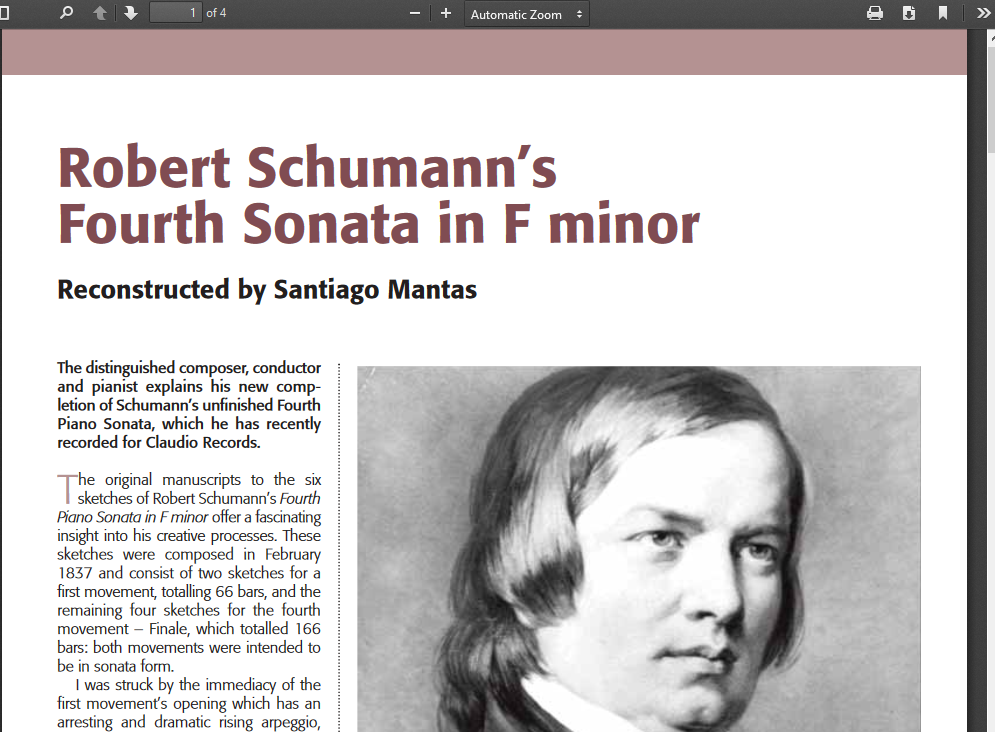 1 of 4
Automatic Zoom
Robert Schumann’s
Fourth Sonata in F minor
Reconstructed by Santiago Mantas
The distinguished composer, conductor
and pianist explains his new comp-
letion of Schumann’s unfinished Fourth
Piano Sonata, which he has recently
recorded for Claudio Records.
The original manuscripts to the six
sketches of Robert Schumann’s Fourth
Piano Sonata in F minor offer a fascinating
insight into his creative processes. These
sketches were composed in February
1837 and consist of two sketches for a
first movement, totalling 66 bars, and the
remaining four sketches for the fourth
movement – Finale, which totalled 166
bars: both movements were intended to
be in sonata form.
I was struck by the immediacy of the
first movement’s opening which has an
arresting and dramatic rising arpeggio,